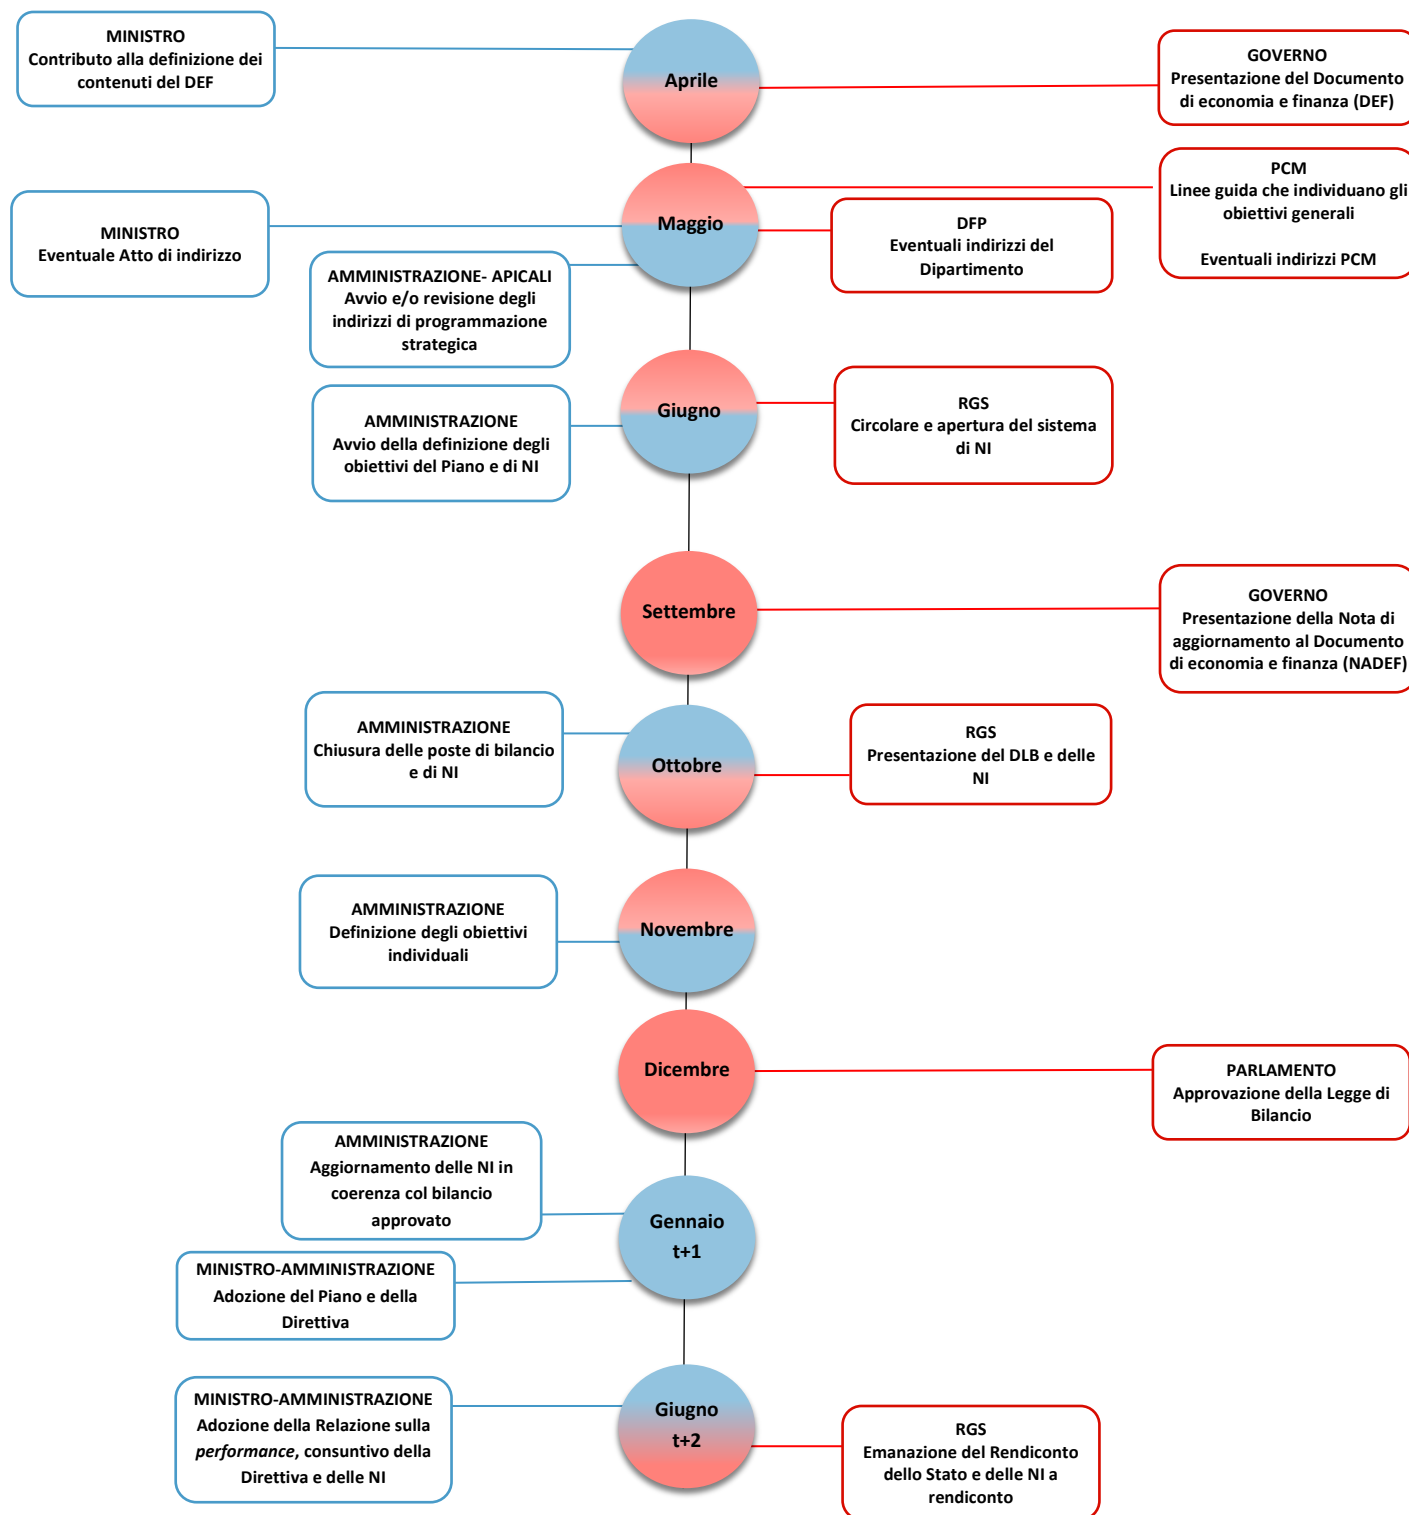 MINISTRO
Contributo alla definizione dei
contenuti del DEF
Aprile
GOVERNO
Presentazione del Documento
di economia e finanza (DEF)
PCM
Linee guida che individuano gli
obiettivi generali
Eventuali indirizzi PCM
MINISTRO
Eventuale Atto di indirizzo
Maggio
DFP
Eventuali indirizzi del
Dipartimento
AMMINISTRAZIONE- APICALI
Avvio e/o revisione degli
indirizzi di programmazione
strategica
AMMINISTRAZIONE
Avvio della definizione degli
obiettivi del Piano e di NI
Giugno
RGS
Circolare e apertura del sistema
di NI
Settembre
GOVERNO
Presentazione della Nota di
aggiornamento al Documento
di economia e finanza (NADEF)
AMMINISTRAZIONE
Chiusura delle poste di bilancio
e di NI
Ottobre
RGS
Presentazione del DLB e delle
NI
AMMINISTRAZIONE
Definizione degli obiettivi
individuali
Novembre
Dicembre
PARLAMENTO
Approvazione della Legge di
Bilancio
AMMINISTRAZIONE
Aggiornamento delle NI in
coerenza col bilancio
approvato
Gennaio
t+1
MINISTRO-AMMINISTRAZIONE
Adozione del Piano e della
Direttiva
MINISTRO-AMMINISTRAZIONE
Adozione della Relazione sulla
performance, consuntivo della
Direttiva e delle NI
Giugno
t+2
RGS
Emanazione del Rendiconto
dello Stato e delle NI a
rendiconto